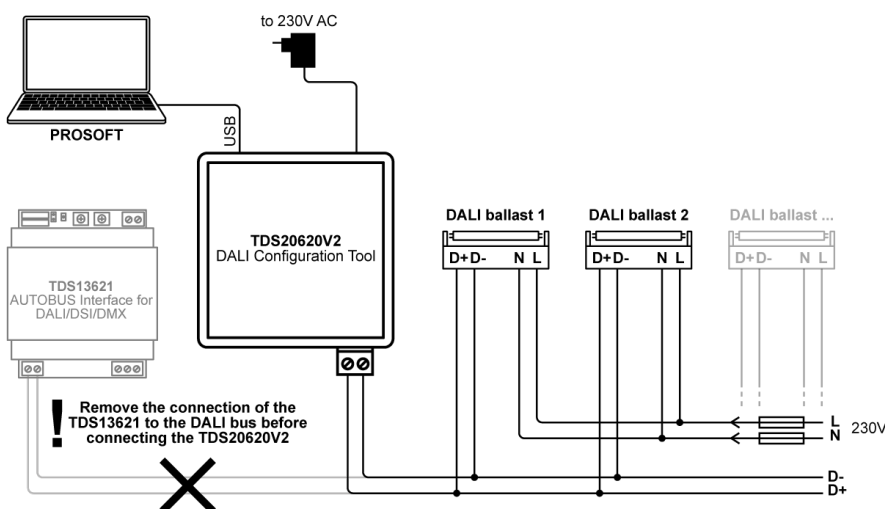 to 230V AC
PROSOFT
USB
TDS20620V2
DALI Configuration Tool
DALI ballast 1
D+D- N L
DALI ballast 2
D+D- N L
DALI ballast ...
D+D- N L
TDS13621
AUTOBUS Interface for
DALI/DSI/DMX
! Remove the connection of the
TDS13621 to the DALI bus before
connecting the TDS20620V2
L
N
230V
D-
D+